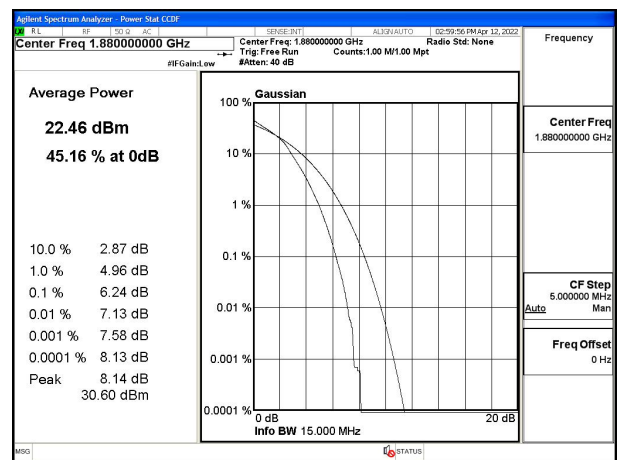 Agilent Spectrum Analyzer - Power Stat CCDF
RL RF 50 Ω AC SENSE:INT ALIGN AUTO 02:59:56 PM Apr 12, 2022
Center Freq 1.880000000 GHz
Center Freq: 1.880000000 GHz Radio Std: None
Trig: Free Run Counts:1.00 M/1.00 Mpt
#IFGain:Low #Atten: 40 dB
Frequency
Average Power
22.46 dBm
45.16 % at 0dB
10.0 % 2.87 dB
1.0 % 4.96 dB
0.1 % 6.24 dB
0.01 % 7.13 dB
0.001 % 7.58 dB
0.0001 % 8.13 dB
Peak 8.14 dB
30.60 dBm
Gaussian
100 %
10 %
1 %
0.1 %
0.01 %
0.001 %
0.0001 %
0 dB 20 dB
Info BW 15.000 MHz
Center Freq
1.880000000 GHz
CF Step
5.000000 MHz
Auto Man
Freq Offset
0 Hz
MSG STATUS